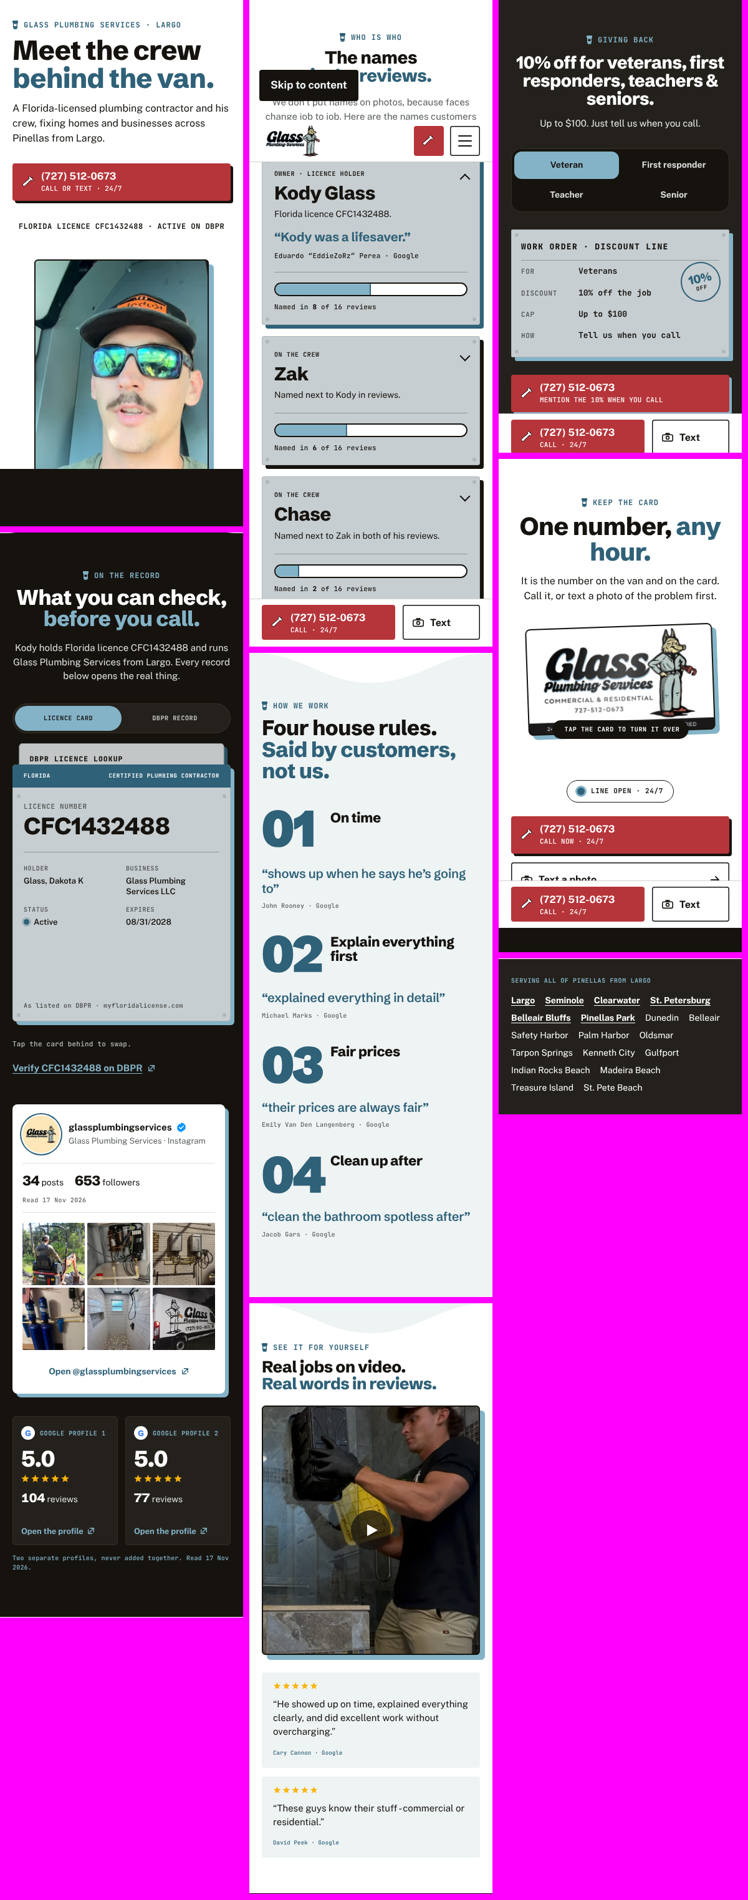 GLASS PLUMBING SERVICES · LARGO
Meet the crew
behind the van.
A Florida-licensed plumbing contractor and his
crew, fixing homes and businesses across
Pinellas from Largo.
(727) 512-0673
CALL OR TEXT · 24/7
FLORIDA LICENCE CFC1432488 · ACTIVE ON DBPR
ON THE RECORD
What you can check,
before you call.
Kody holds Florida licence CFC1432488 and runs
Glass Plumbing Services from Largo. Every record
below opens the real thing.
LICENCE CARD
DBPR RECORD
DBPR LICENCE LOOKUP
FLORIDA
CERTIFIED PLUMBING CONTRACTOR
LICENCE NUMBER
CFC1432488
HOLDER
BUSINESS
Glass, Dakota K
Glass Plumbing
Services LLC
STATUS
EXPIRES
Active
08/31/2028
As listed on DBPR · myfloridalicense.com
Tap the card behind to swap.
Verify CFC1432488 on DBPR
glassplumbingservices
Glass Plumbing Services · Instagram
34 posts 653 followers
Read 17 Nov 2026
Glass
Open @glassplumbingservices
G GOOGLE PROFILE 1
5.0
104 reviews
Open the profile
G GOOGLE PROFILE 2
5.0
77 reviews
Open the profile
Two separate profiles, never added together. Read 17 Nov
2026.
WHO IS WHO
The names
reviews.
Skip to content
We don't put names on photos, because faces
change job to job. Here are the names customers
Glass
Plumbing Services
OWNER · LICENCE HOLDER
Kody Glass
Florida licence CFC1432488.
“Kody was a lifesaver.”
Eduardo “EddieZoRz” Perea · Google
Named in 8 of 16 reviews
ON THE CREW
Zak
Named next to Kody in reviews.
Named in 6 of 16 reviews
ON THE CREW
Chase
Named next to Zak in both of his reviews.
Named in 2 of 16 reviews
(727) 512-0673
CALL · 24/7
Text
HOW WE WORK
Four house rules.
Said by customers,
not us.
01 On time
“shows up when he says he’s going
to”
John Rooney · Google
02 Explain everything
first
“explained everything in detail”
Michael Marks · Google
03 Fair prices
“their prices are always fair”
Emily Van Den Langenberg · Google
04 Clean up after
“clean the bathroom spotless after”
Jacob Gars · Google
SEE IT FOR YOURSELF
Real jobs on video.
Real words in reviews.
“He showed up on time, explained everything
clearly, and did excellent work without
overcharging.”
Cary Cannon · Google
“These guys know their stuff - commercial or
residential.”
David Peek · Google
GIVING BACK
10% off for veterans, first
responders, teachers &
seniors.
Up to $100. Just tell us when you call.
Veteran
First responder
Teacher
Senior
WORK ORDER · DISCOUNT LINE
FOR Veterans
DISCOUNT 10% off the job
CAP Up to $100
HOW Tell us when you call
10%
OFF
(727) 512-0673
MENTION THE 10% WHEN YOU CALL
(727) 512-0673
CALL · 24/7
Text
KEEP THE CARD
One number, any
hour.
It is the number on the van and on the card.
Call it, or text a photo of the problem first.
Glass
Plumbing Services
COMMERCIAL & RESIDENTIAL
727-512-0673
TAP THE CARD TO TURN IT OVER
LINE OPEN · 24/7
(727) 512-0673
CALL NOW · 24/7
Text a photo
(727) 512-0673
CALL · 24/7
Text
SERVING ALL OF PINELLAS FROM LARGO
Largo Seminole Clearwater St. Petersburg
Belleair Bluffs Pinellas Park Dunedin Belleair
Safety Harbor Palm Harbor Oldsmar
Tarpon Springs Kenneth City Gulfport
Indian Rocks Beach Madeira Beach
Treasure Island St. Pete Beach